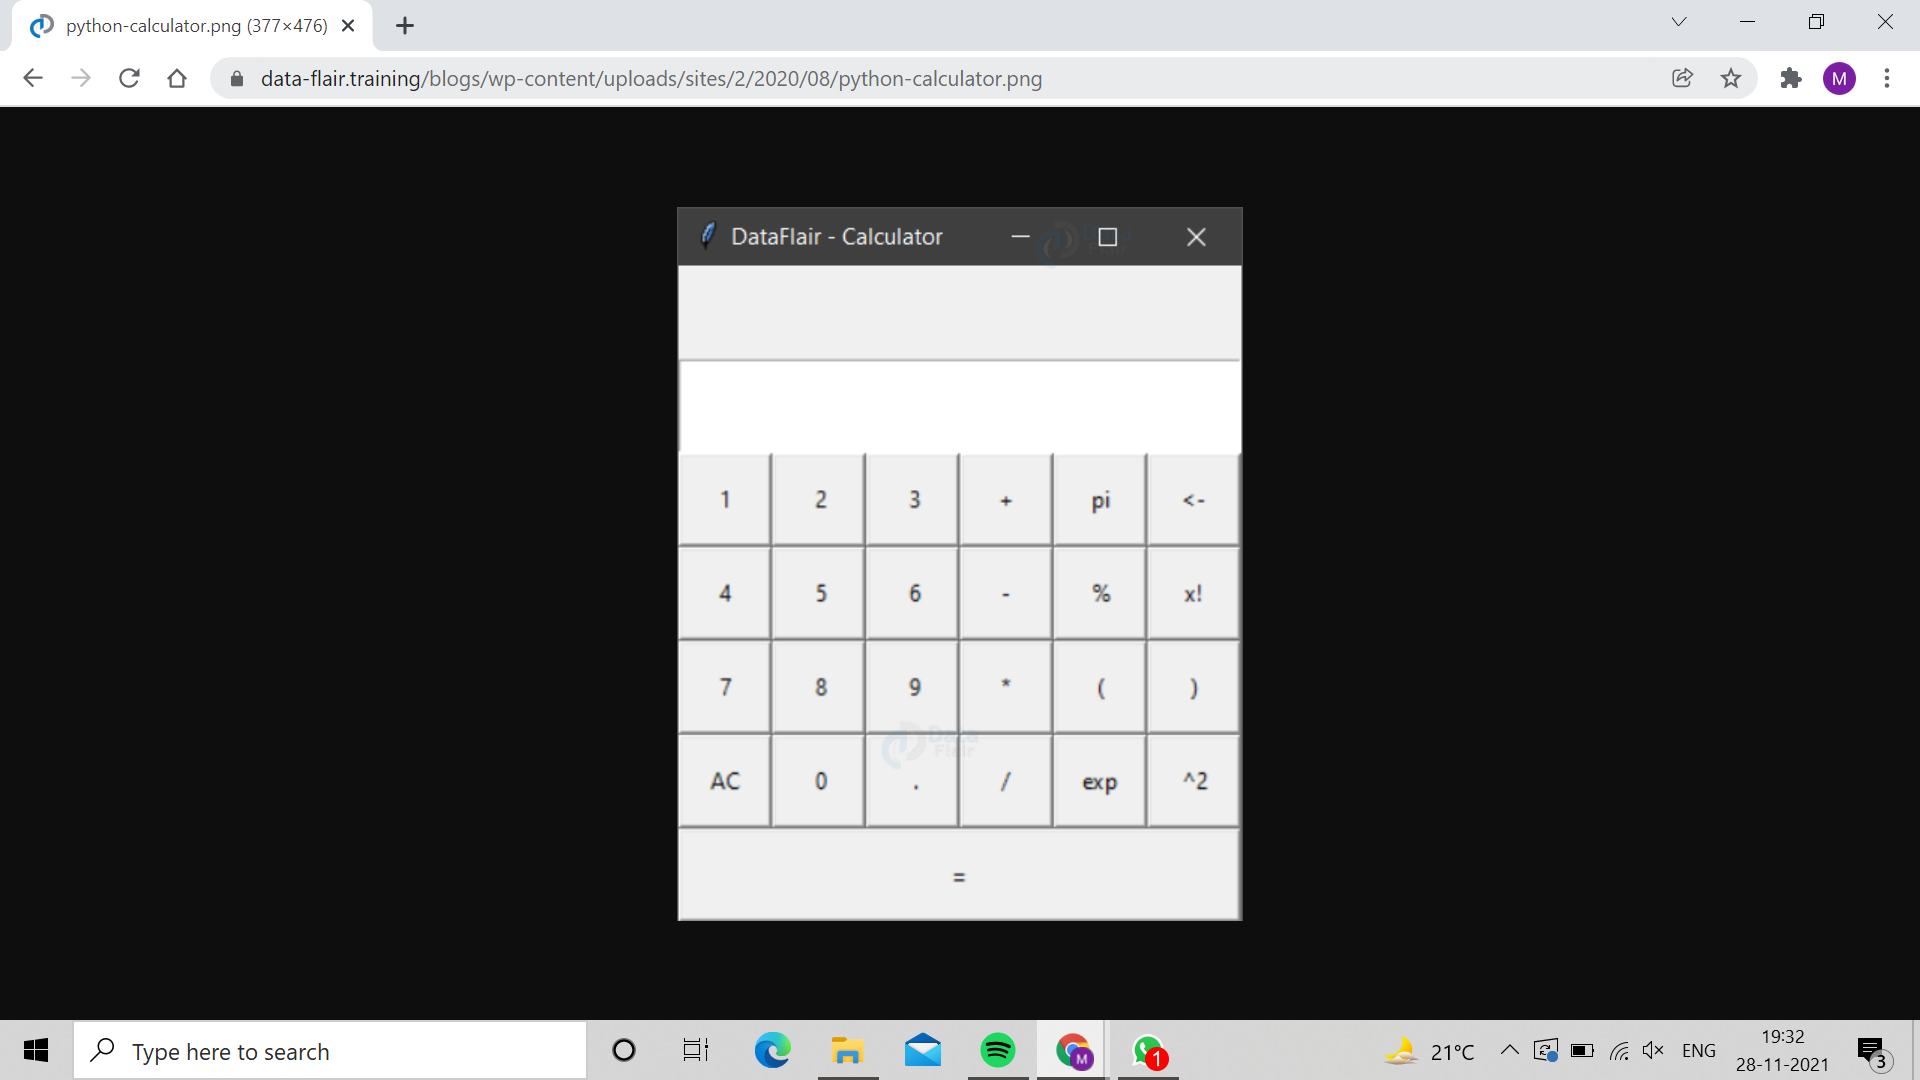 python-calculator.png (377×476)
data-flair.training/blogs/wp-content/uploads/sites/2/2020/08/python-calculator.png
M
DataFlair - Calculator
1 2 3 + pi <-
4 5 6 - % x!
7 8 9 * ( )
Data
Flair
AC 0 . / exp ^2
=
Type here to search
M
1
21°C
ENG
19:32
28-11-2021
3